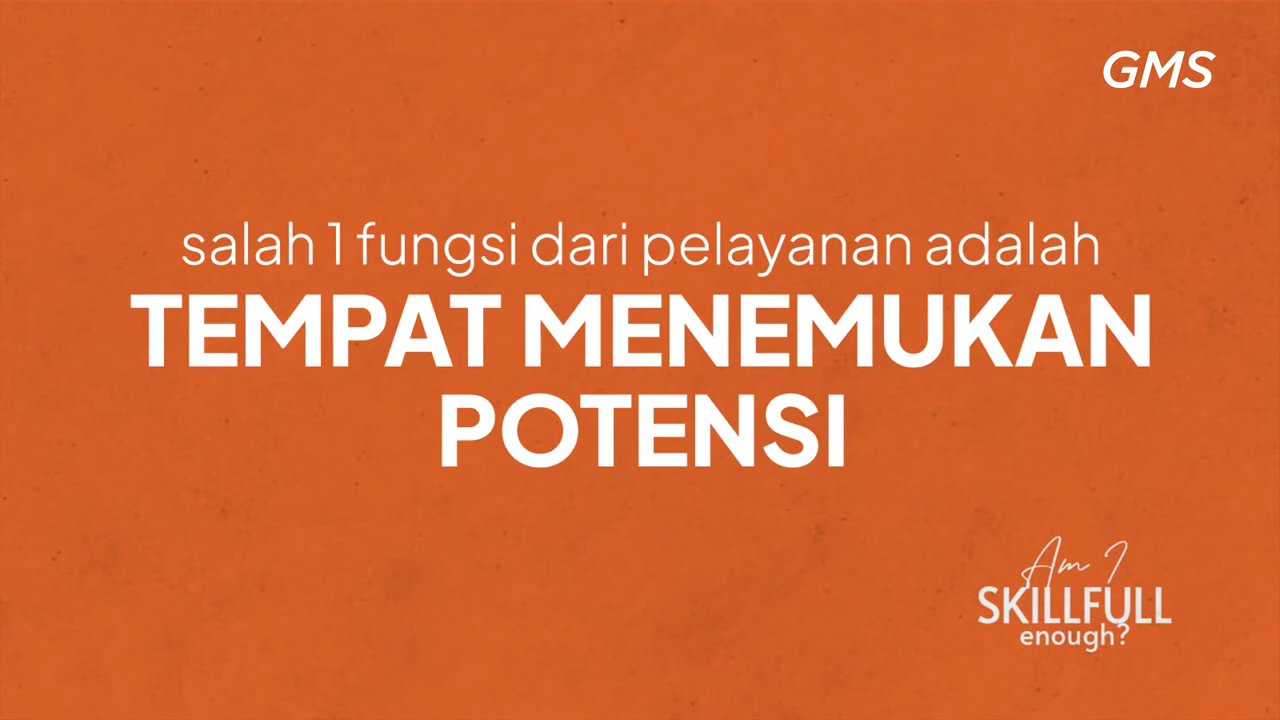 GMS
salah 1 fungsi dari pelayanan adalah
TEMPAT MENEMUKAN
POTENSI
Am I
SKILLFULL
enough?